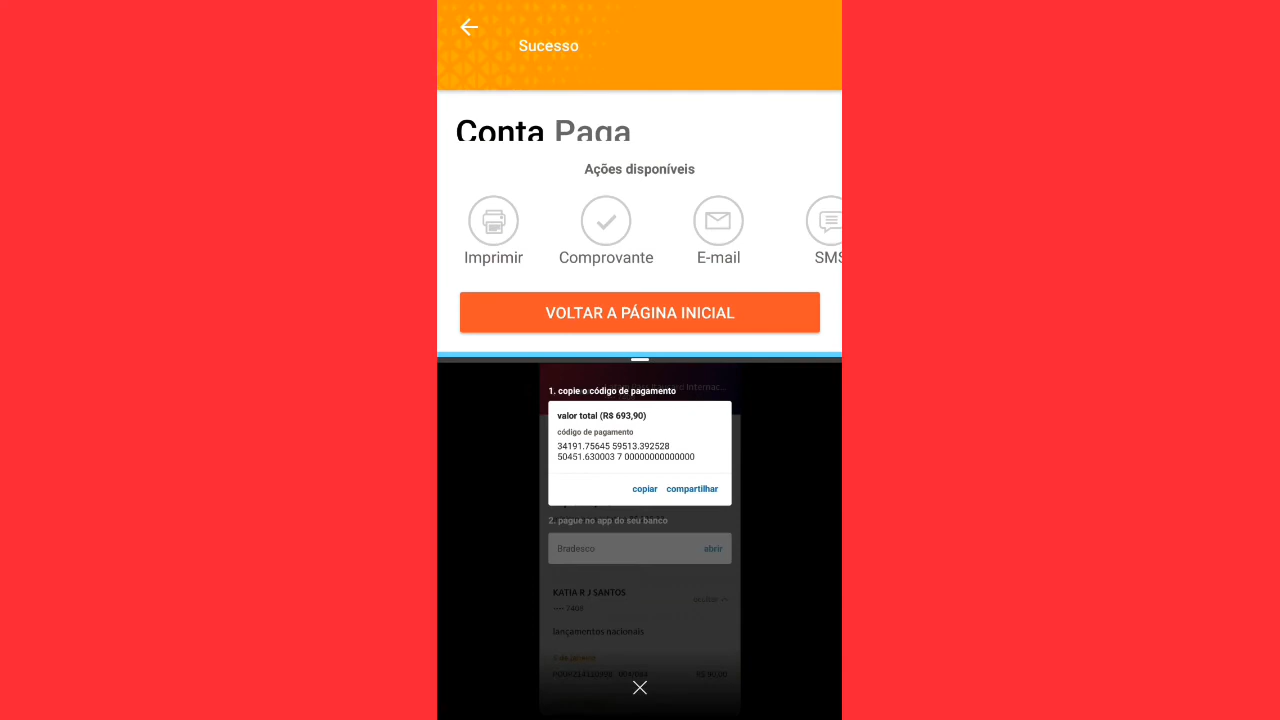 Sucesso
Conta Paga
Ações disponíveis
Imprimir
Comprovante
E-mail
SMS
VOLTAR A PÁGINA INICIAL
1. copie o código de pagamento
valor total (R$ 693,90)
código de pagamento
34191.75645 59513.392528
50451.630003 7 00000000000000
copiar compartilhar
2. pague no app do seu banco
Bradesco abrir
KATIA R J SANTOS
lançamentos nacionais